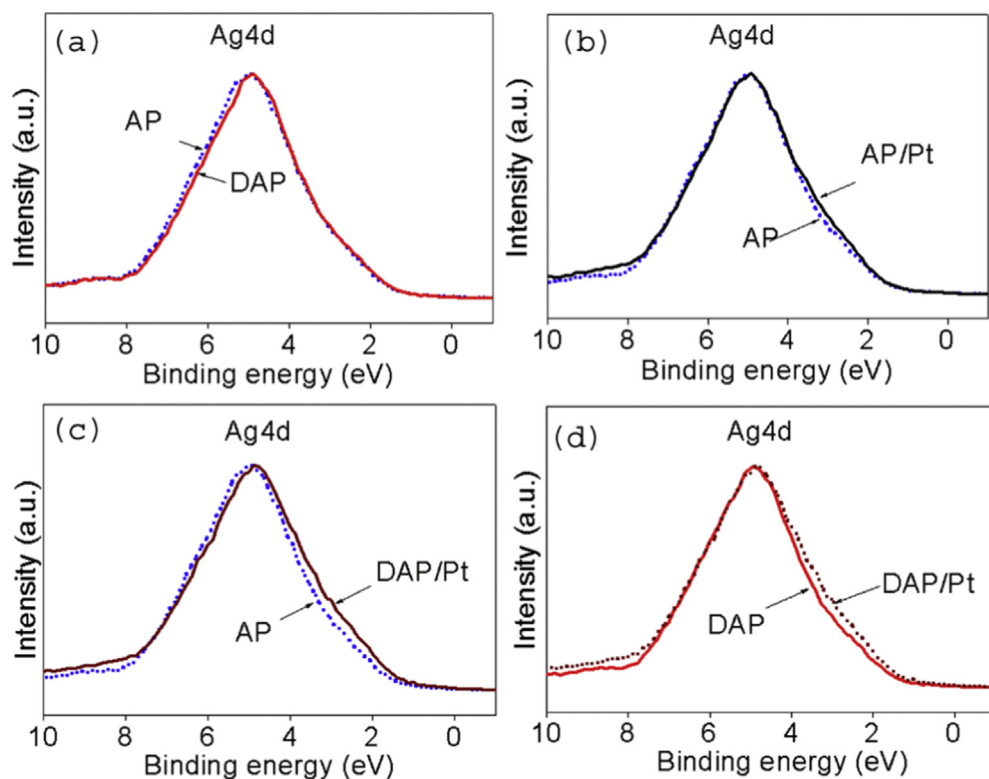 (a)
Ag4d
AP
DAP
Intensity (a.u.)
10 8 6 4 2 0
Binding energy (eV)
(b)
Ag4d
AP/Pt
AP
Intensity (a.u.)
10 8 6 4 2 0
Binding energy (eV)
(c)
Ag4d
DAP/Pt
AP
Intensity (a.u.)
10 8 6 4 2 0
Binding energy (eV)
(d)
Ag4d
DAP/Pt
DAP
Intensity (a.u.)
10 8 6 4 2 0
Binding energy (eV)